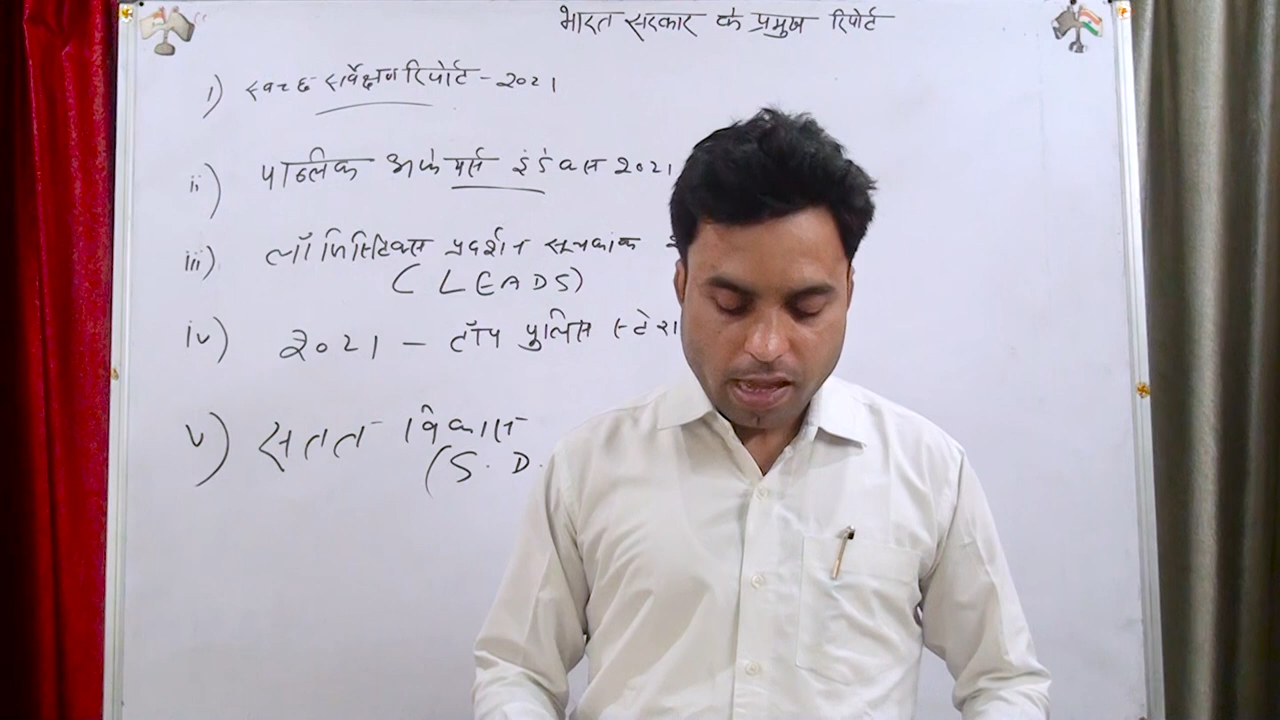 भारत सरकार के प्रमुख रिपोर्ट
i) स्वच्छ सर्वेक्षण रिपोर्ट - 2021
ii) पाब्लिक अफेयर्स इंडेक्स 2021
iii) लॉजिस्टिक्स प्रदर्शन सूचकांक
(LEADS)
iv) 2021 - टॉप पुलिस स्टेश
v) सतत विकास
(S. D.